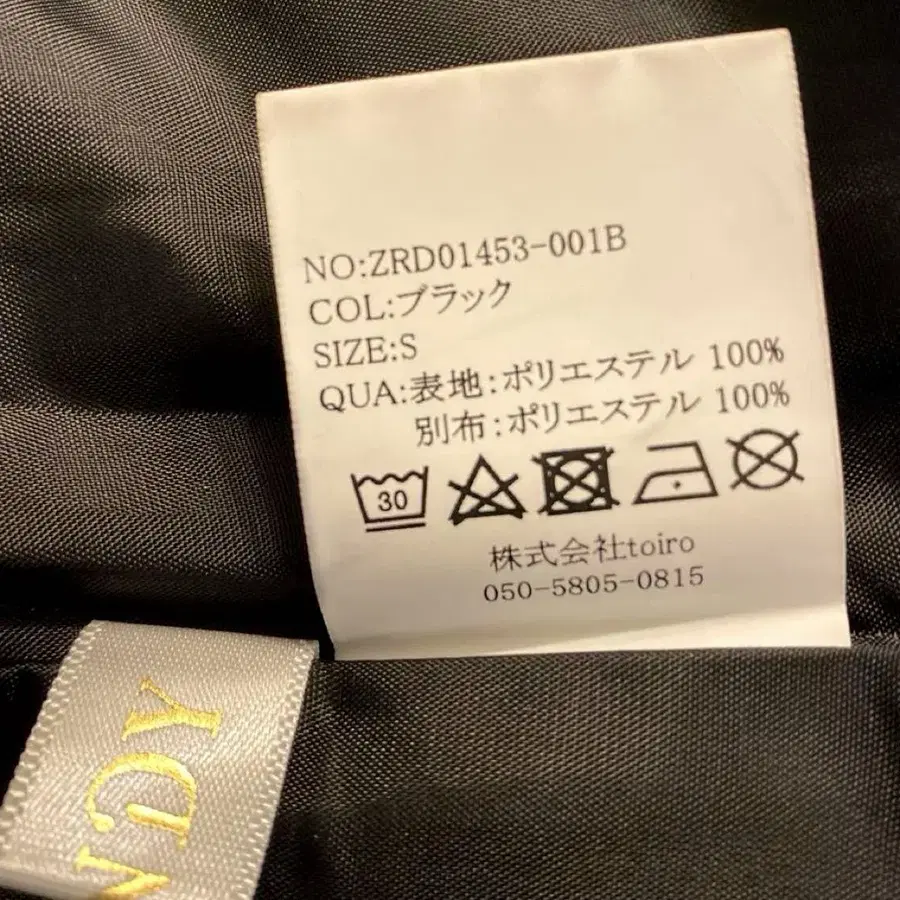 NO:ZRD01453-001B
COL:ブラック
SIZE:S
QUA:表地:ポリエステル 100%
別布:ポリエステル 100%
30
株式会社toiro
050-5805-0815
NDY